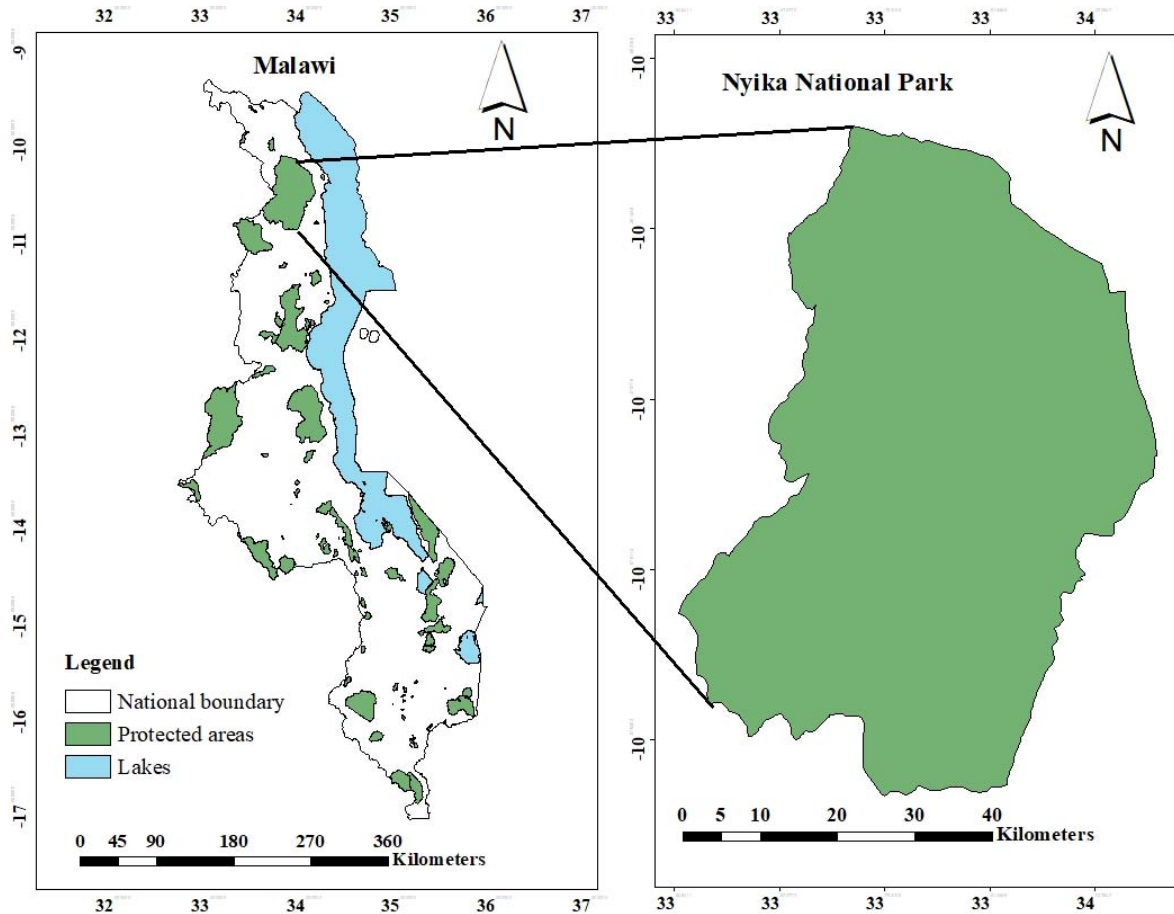 32 33 34 35 36 37
-9
-10
-11
-12
-13
-14
-15
-16
-17
Malawi
N
Legend
National boundary
Protected areas
Lakes
0 45 90 180 270 360
Kilometers
32 33 34 35 36 37
33 33 33 33 34
-10
-10
-10
-10
-10
Nyika National Park
N
0 5 10 20 30 40
Kilometers
33 33 33 33 34